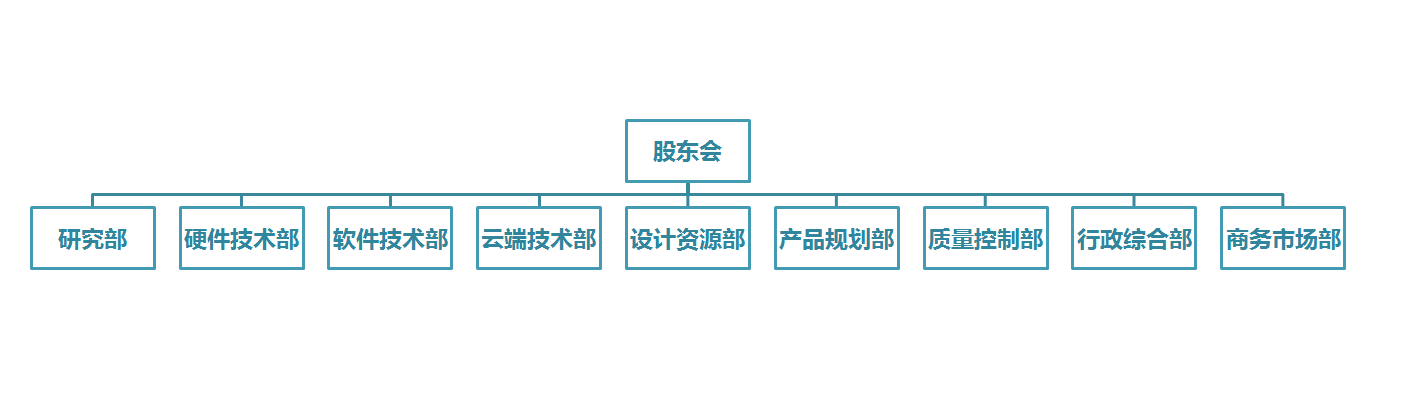 股东会
研究部
硬件技术部
软件技术部
云端技术部
设计资源部
产品规划部
质量控制部
行政综合部
商务市场部